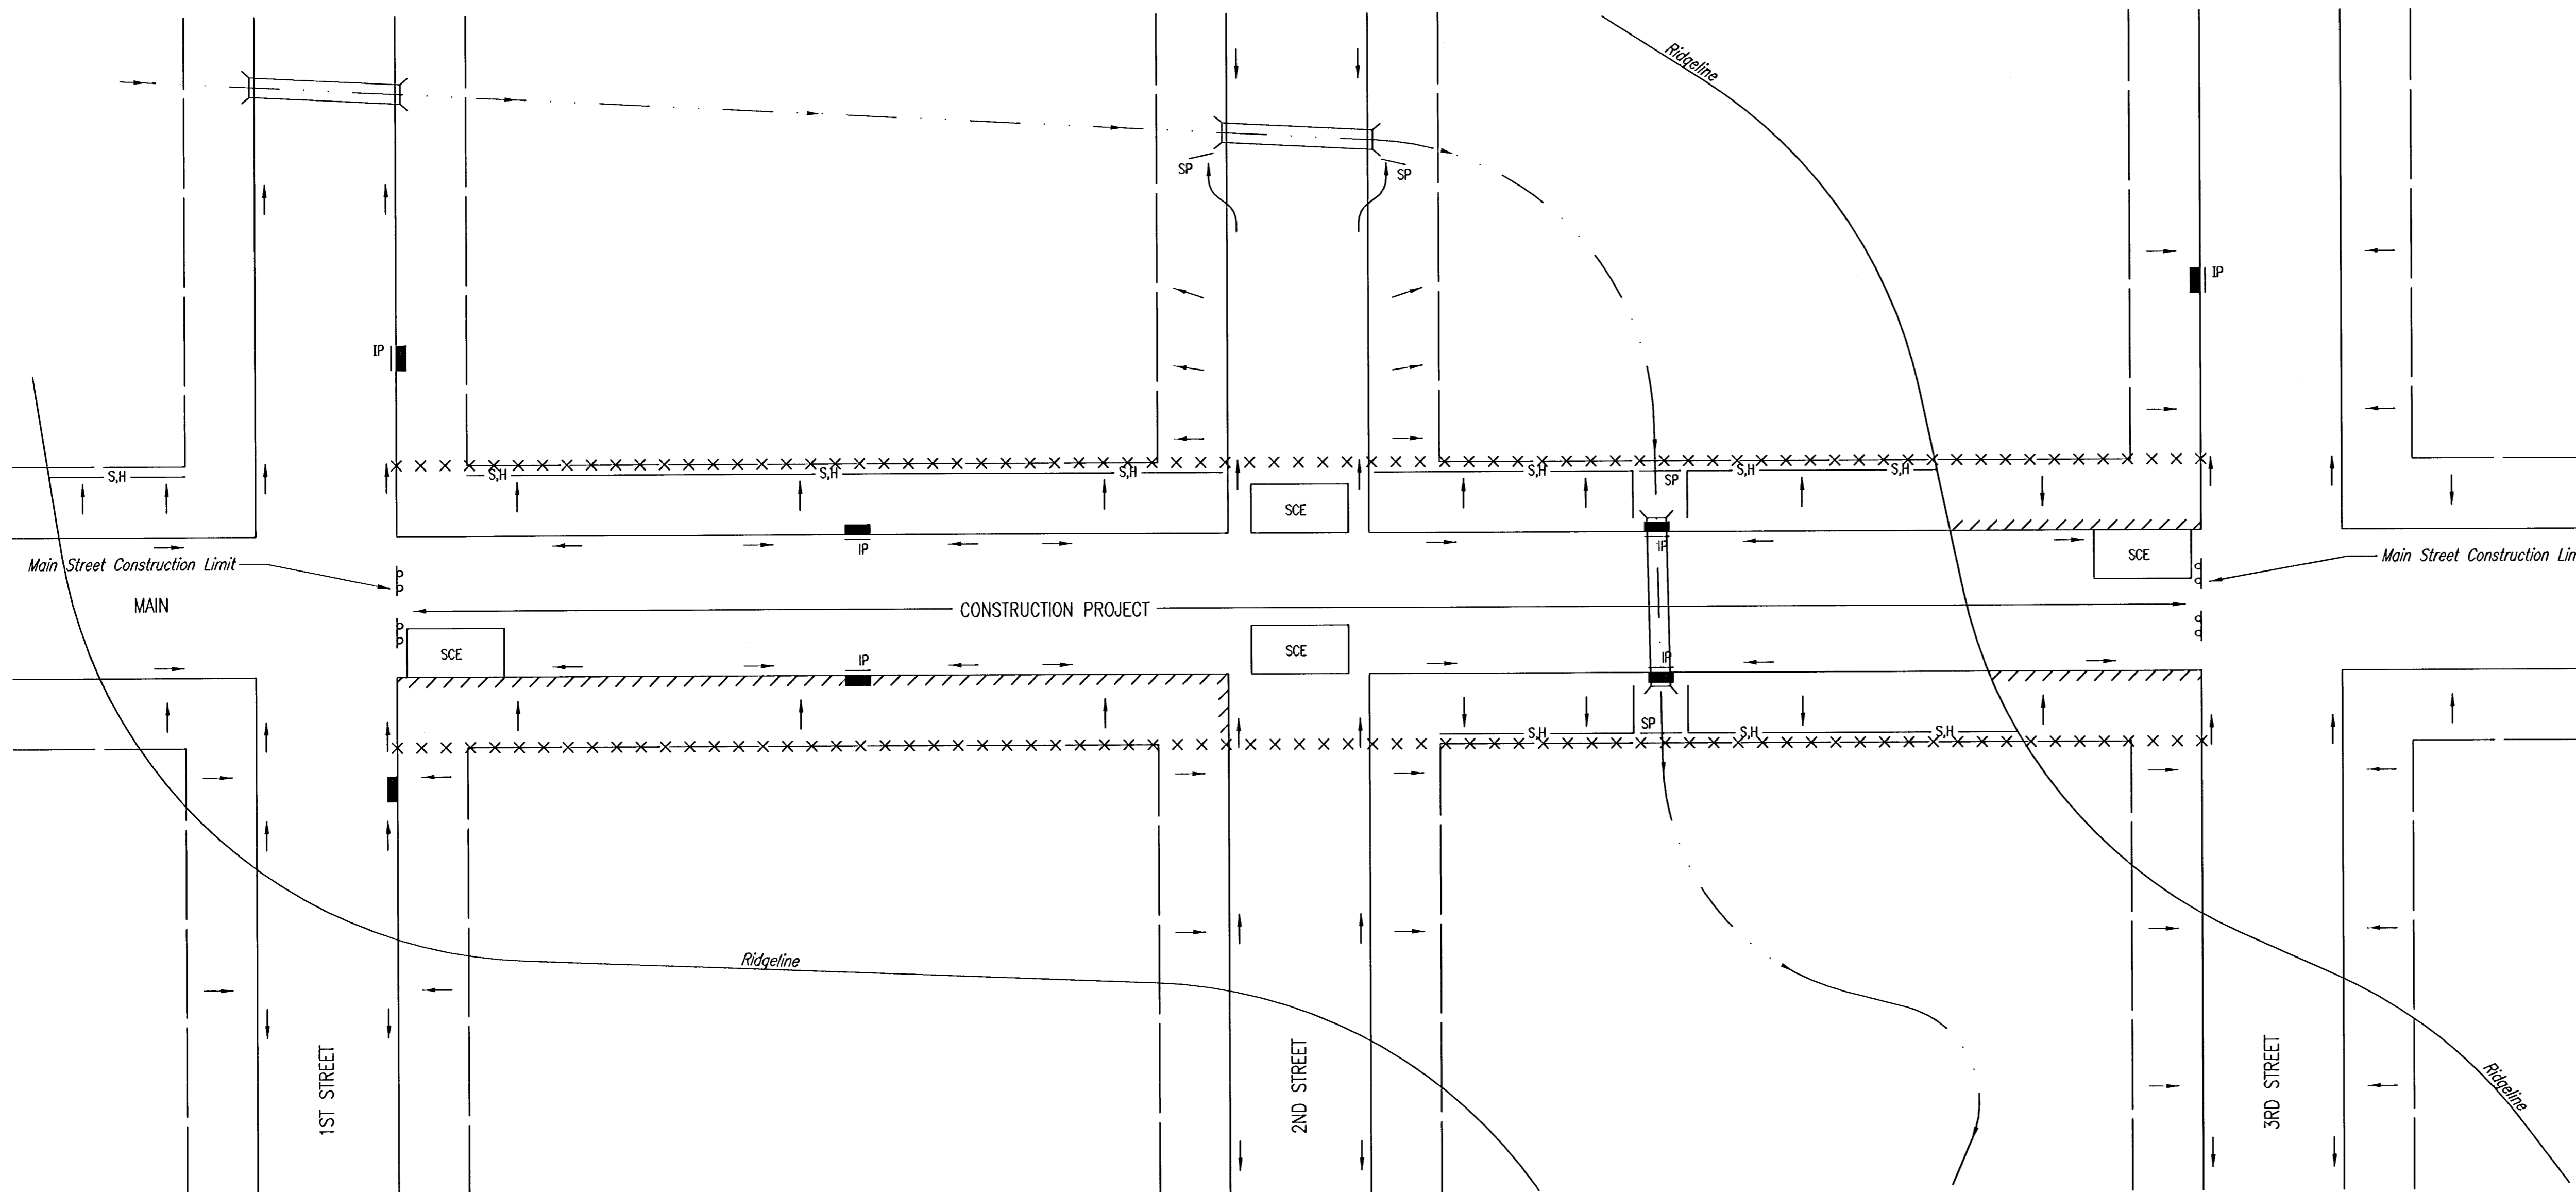 Ridgeline
SP
SP
IP
IP
S,H
S,H
S,H
S,H
S,H
SP
S,H
S,H
SCE
IP
IP
SCE
Main Street Construction Limit
Main Street Construction Lim
MAIN
CONSTRUCTION PROJECT
SCE
IP
SCE
IP
S,H
SP
S,H
S,H
Ridgeline
1ST STREET
2ND STREET
3RD STREET
Ridgeline